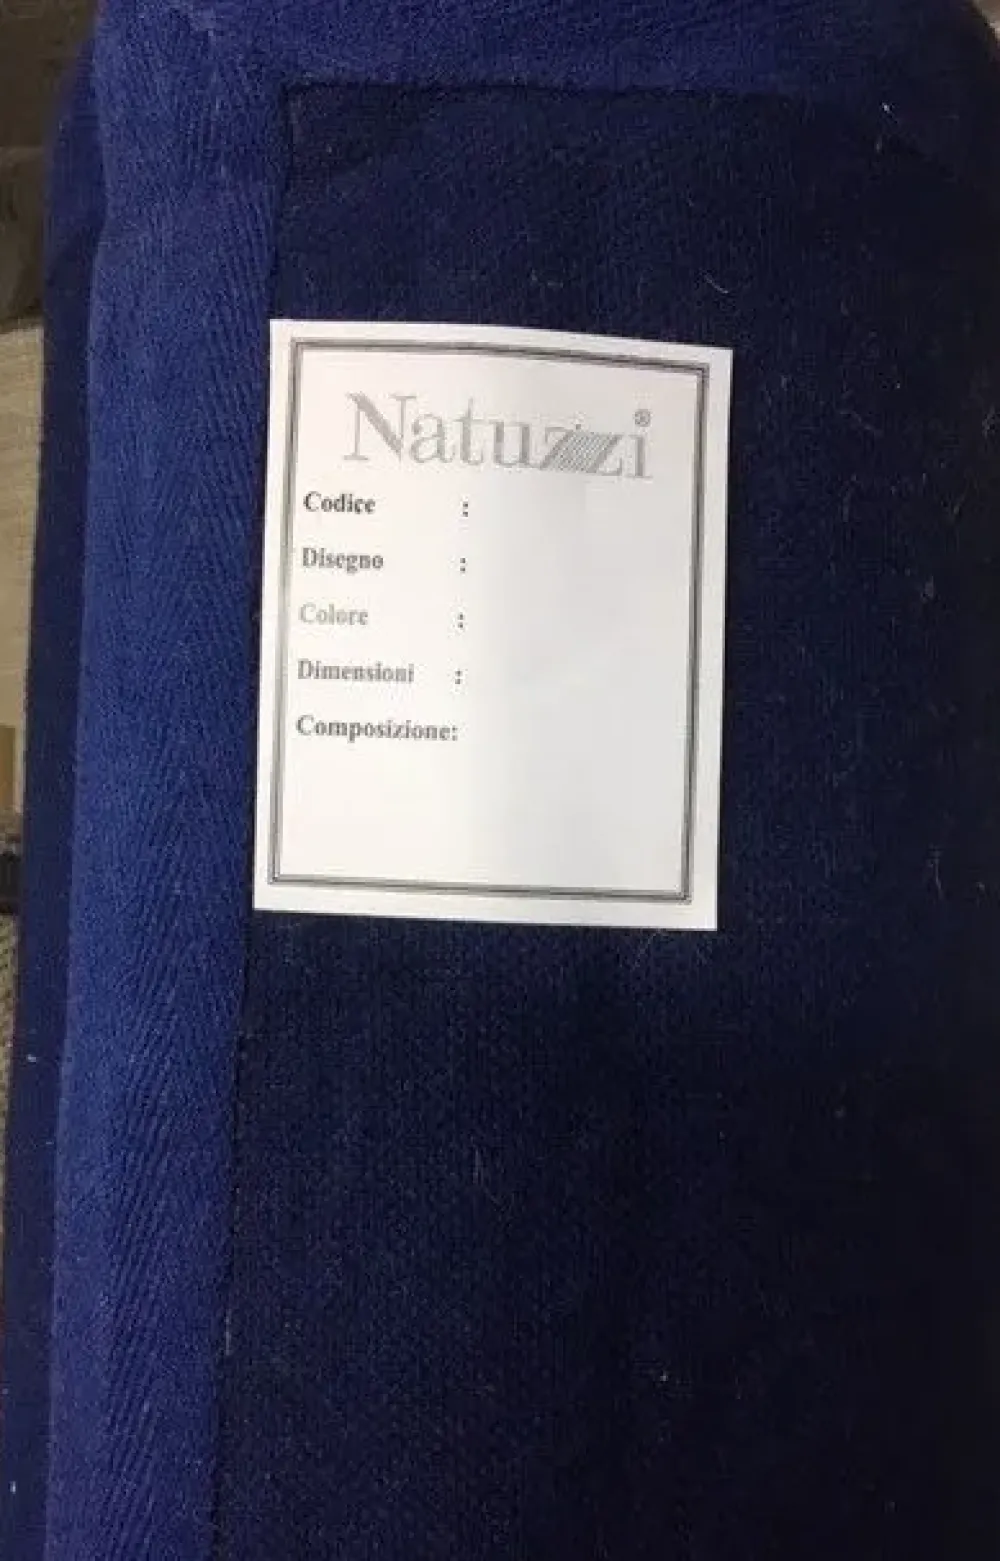 Natuzzi®
Codice :
Disegno :
Colore :
Dimensioni :
Composizione: